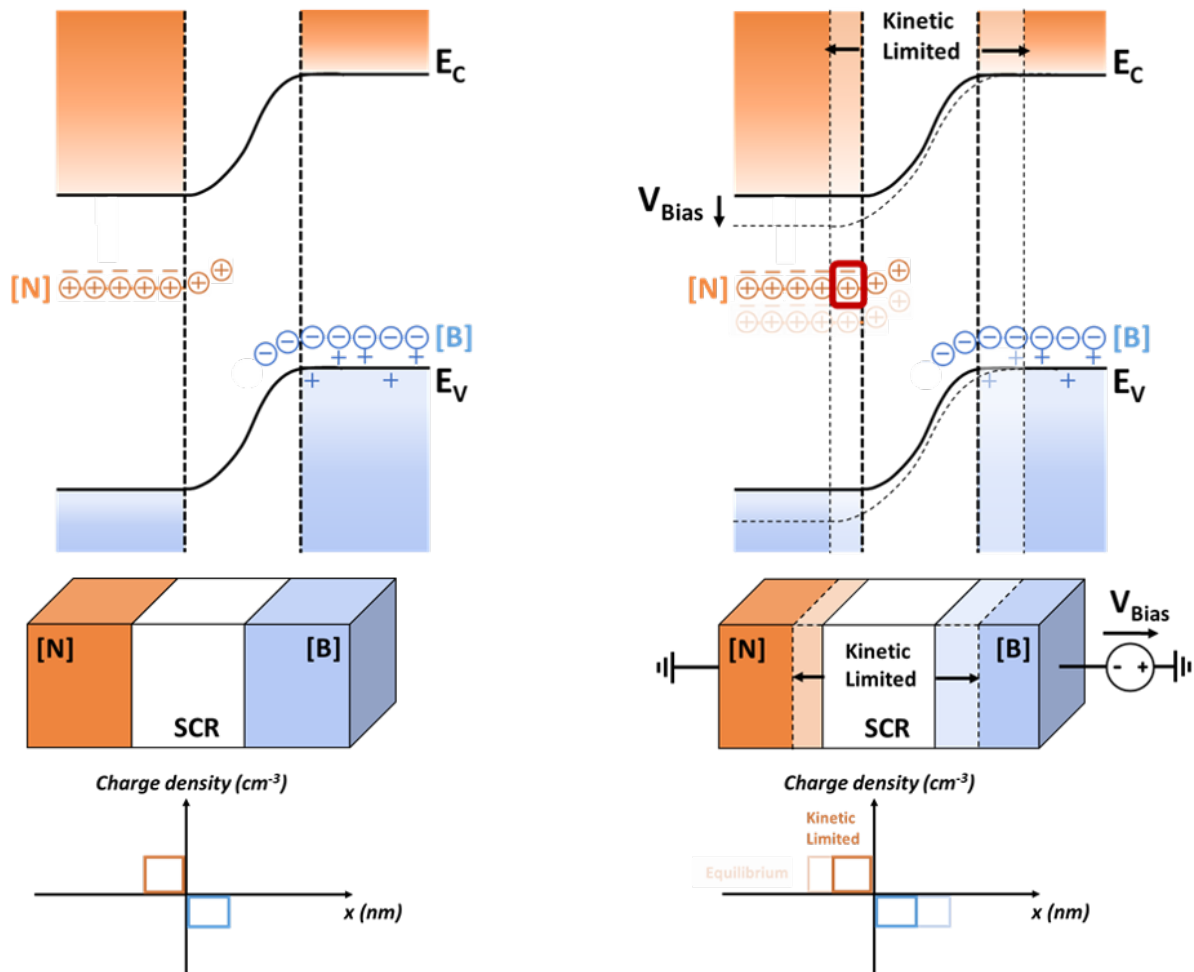 E_C
[N]
[B]
E_V
[N]
[B]
SCR
Charge density (cm⁻³)
x (nm)
Kinetic
Limited
E_C
V_Bias
[N]
[B]
E_V
[N]
Kinetic
Limited
[B]
SCR
V_Bias
- +
Charge density (cm⁻³)
Kinetic
Limited
Equilibrium
x (nm)